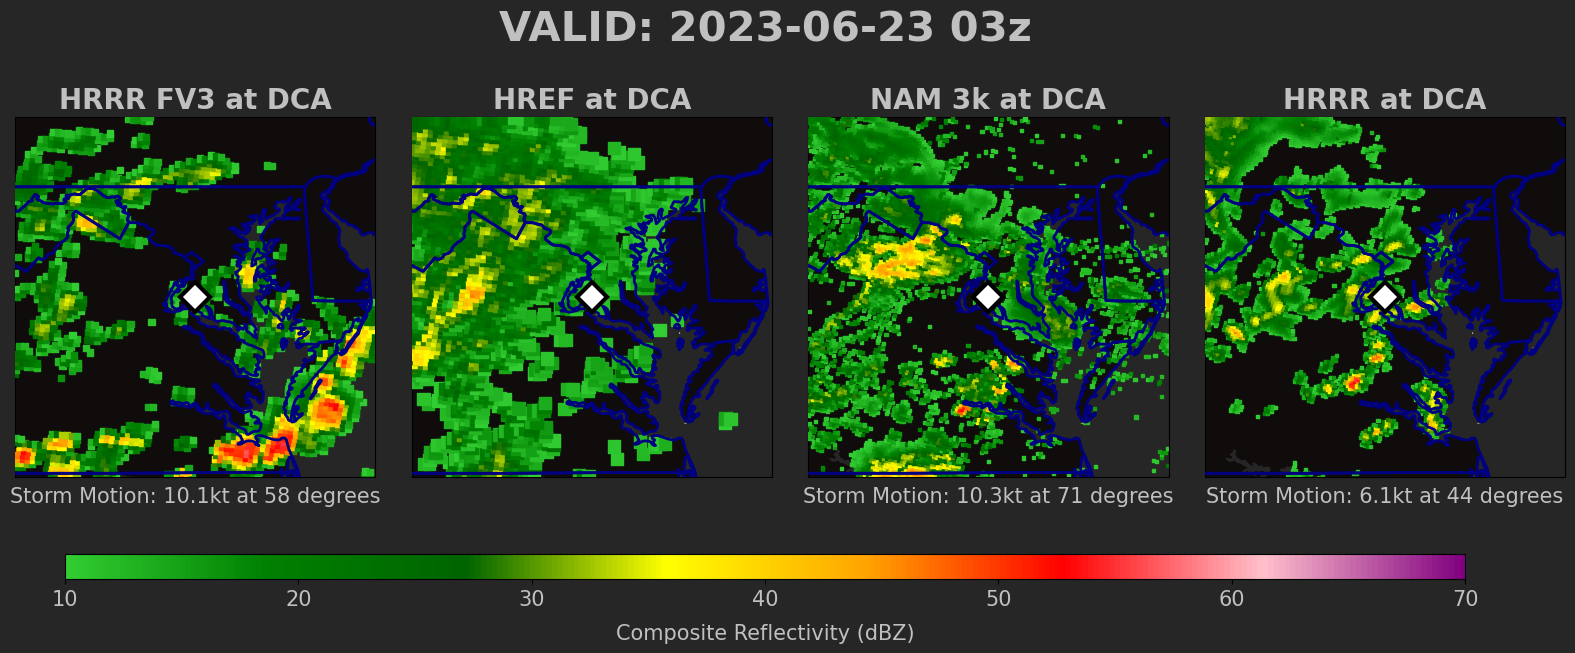 VALID: 2023-06-23 03z
HRRR FV3 at DCA
HREF at DCA
NAM 3k at DCA
HRRR at DCA
Storm Motion: 10.1kt at 58 degrees
Storm Motion: 10.3kt at 71 degrees
Storm Motion: 6.1kt at 44 degrees
10 20 30 40 50 60 70
Composite Reflectivity (dBZ)